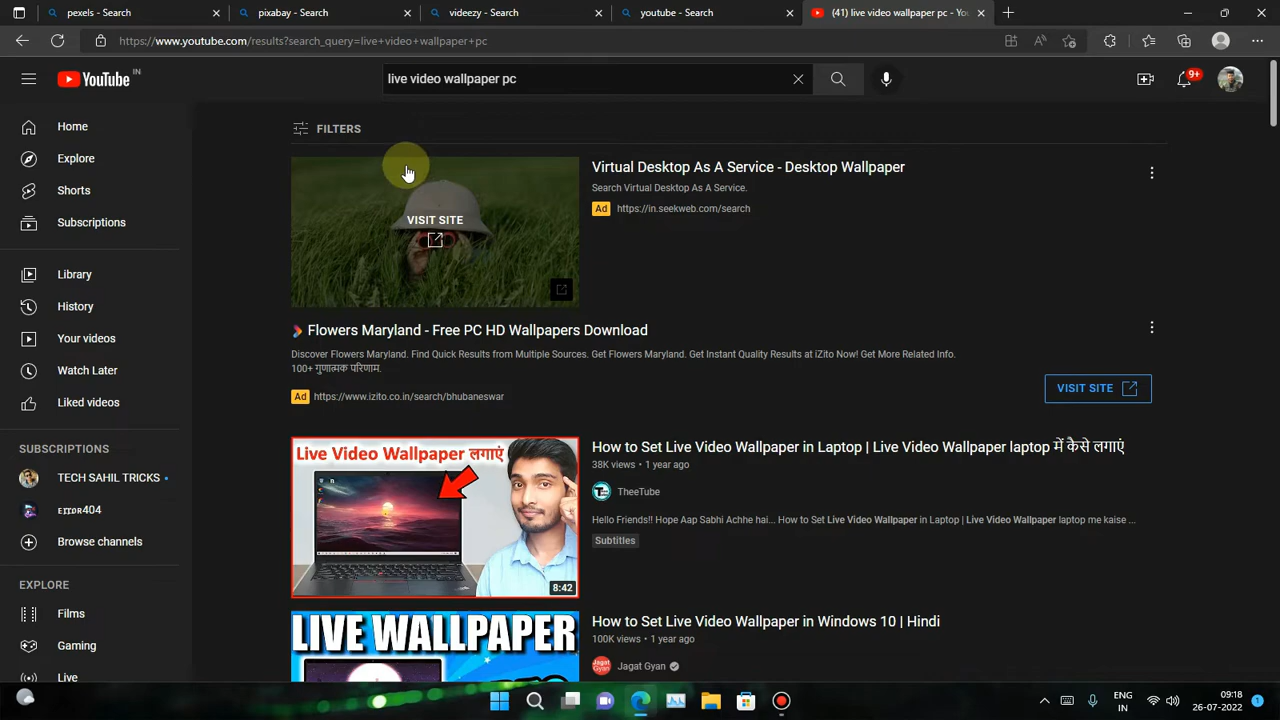 pexels - Search
pixabay - Search
videezy - Search
youtube - Search
(41) live video wallpaper pc - You
https://www.youtube.com/results?search_query=live+video+wallpaper+pc
YouTube IN
live video wallpaper pc
9+
Home
Explore
Shorts
Subscriptions
Library
History
Your videos
Watch Later
Liked videos
SUBSCRIPTIONS
TECH SAHIL TRICKS
ᴇɪɪᴏʀ404
Browse channels
EXPLORE
Films
Gaming
Live
FILTERS
VISIT SITE
Virtual Desktop As A Service - Desktop Wallpaper
Search Virtual Desktop As A Service.
Ad https://in.seekweb.com/search
Flowers Maryland - Free PC HD Wallpapers Download
Discover Flowers Maryland. Find Quick Results from Multiple Sources. Get Flowers Maryland. Get Instant Quality Results at iZito Now! Get More Related Info.
100+ गुणात्मक परिणाम.
Ad https://www.izito.co.in/search/bhubaneswar
VISIT SITE
Live Video Wallpaper लगाएं
8:42
How to Set Live Video Wallpaper in Laptop | Live Video Wallpaper laptop में कैसे लगाएं
38K views • 1 year ago
TheeTube
Hello Friends!! Hope Aap Sabhi Achhe hai... How to Set Live Video Wallpaper in Laptop | Live Video Wallpaper laptop me kaise ...
Subtitles
LIVE WALLPAPER
How to Set Live Video Wallpaper in Windows 10 | Hindi
100K views • 1 year ago
Jagat Gyan
ENG
IN
09:18
26-07-2022
1